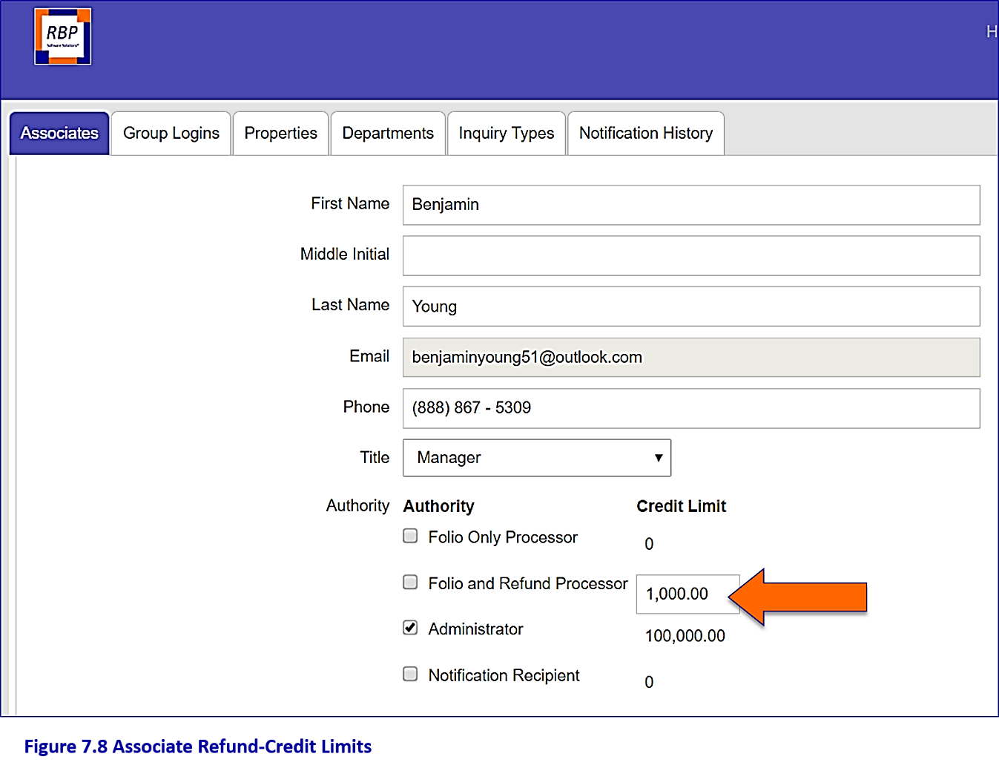 RBP
Software Solutions®
H
Associates
Group Logins
Properties
Departments
Inquiry Types
Notification History
First Name
Benjamin
Middle Initial
Last Name
Young
Email
benjaminyoung51@outlook.com
Phone
(888) 867 - 5309
Title
Manager
Authority
Authority
Credit Limit
Folio Only Processor
0
Folio and Refund Processor
1,000.00
Administrator
100,000.00
Notification Recipient
0
Figure 7.8 Associate Refund-Credit Limits